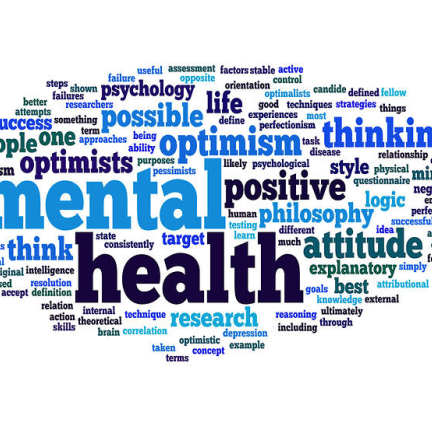 useful assessment
failure opposite factors stable active
steps shown psychology control
failures orientation optimalists candide defined fellow
better researchers life good techniques strategies things
attempts possible experiences most
success something define perfectionism
term being thinkin
ople one approaches ability optimism task
disease relationship
sm optimists purposes likely psychological style physical min
pessimists questionnaire neg
mental positive logic
human philosophy perfe
testing successful
state target learn different idea
s think consistently much attitude
health
iginal intelligence explanatory simply
sed resolution goals best attributional
accept definition knowledge external
relation internal technique research reasoning ultimately
action theoretical including through
skills brain correlation depression
optimistic example
taken concept
terms